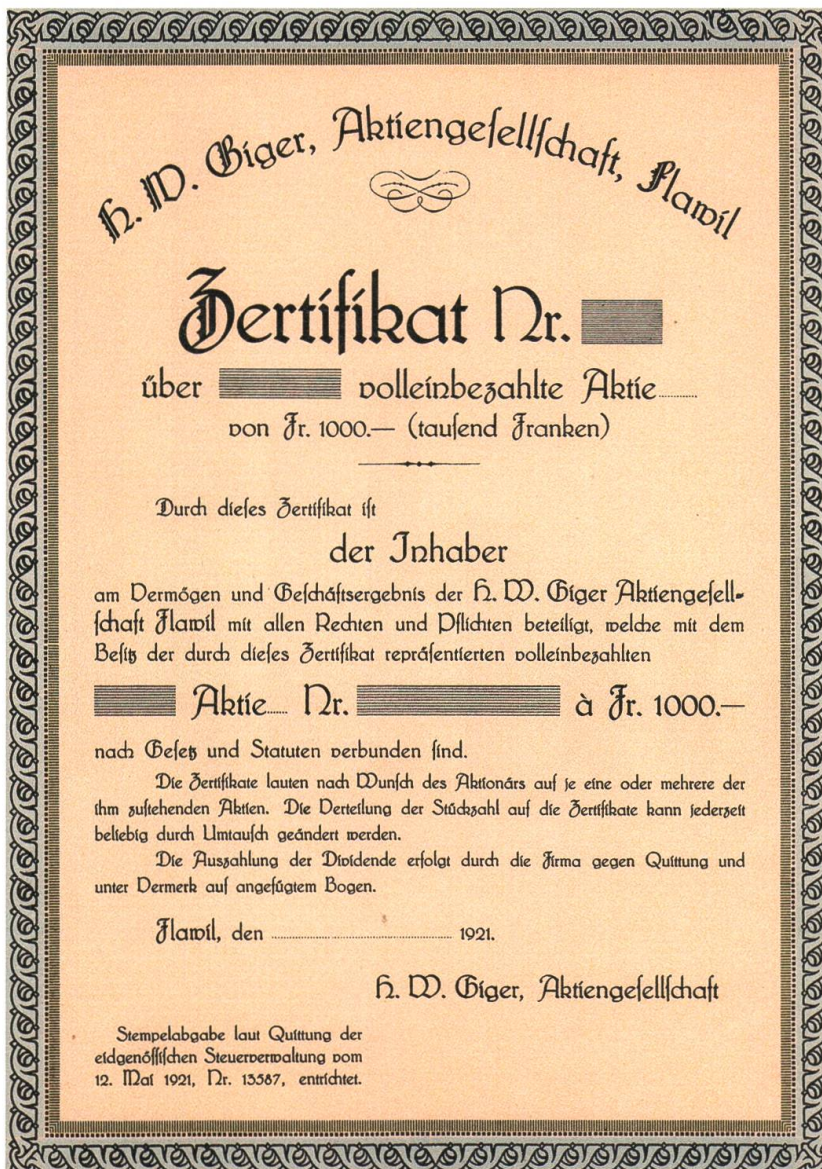 H. W. Giger, Aktiengesellschaft, Flawil
Zertifikat Nr.
über volleinbezahlte Aktie........
von Fr. 1000.— (tausend Franken)
Durch dieses Zertifikat ist
der Inhaber
am Vermögen und Geschäftsergebnis der H. W. Giger Aktiengesell-
schaft Flawil mit allen Rechten und Pflichten beteiligt, welche mit dem
Besitz der durch dieses Zertifikat repräsentierten volleinbezahlten
Aktie...... Nr. à Fr. 1000.—
nach Gesetz und Statuten verbunden sind.
Die Zertifikate lauten nach Wunsch des Aktionärs auf je eine oder mehrere der
ihm zustehenden Aktien. Die Verteilung der Stückzahl auf die Zertifikate kann jederzeit
beliebig durch Umtausch geändert werden.
Die Auszahlung der Dividende erfolgt durch die Firma gegen Quittung und
unter Vermerk auf angefügtem Bogen.
Flawil, den ........................ 1921.
H. W. Giger, Aktiengesellschaft
Stempelabgabe laut Quittung der
eidgenössischen Steuerverwaltung vom
12. Mai 1921, Nr. 13587, entrichtet.